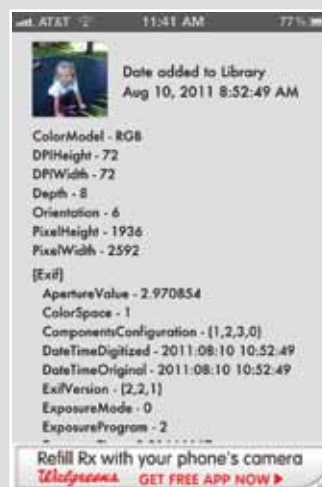 AT&T 11:41 AM 77%
Date added to Library
Aug 10, 2011 8:52:49 AM
ColorModel - RGB
DPIHeight - 72
DPIWidth - 72
Depth - 8
Orientation - 6
PixelHeight - 1936
PixelWidth - 2592
{Exif}
ApertureValue - 2.970854
ColorSpace - 1
ComponentsConfiguration - (1,2,3,0)
DateTimeDigitized - 2011:08:10 10:52:49
DateTimeOriginal - 2011:08:10 10:52:49
ExifVersion - (2,2,1)
ExposureMode - 0
ExposureProgram - 2
Refill Rx with your phone's camera
Walgreens GET FREE APP NOW